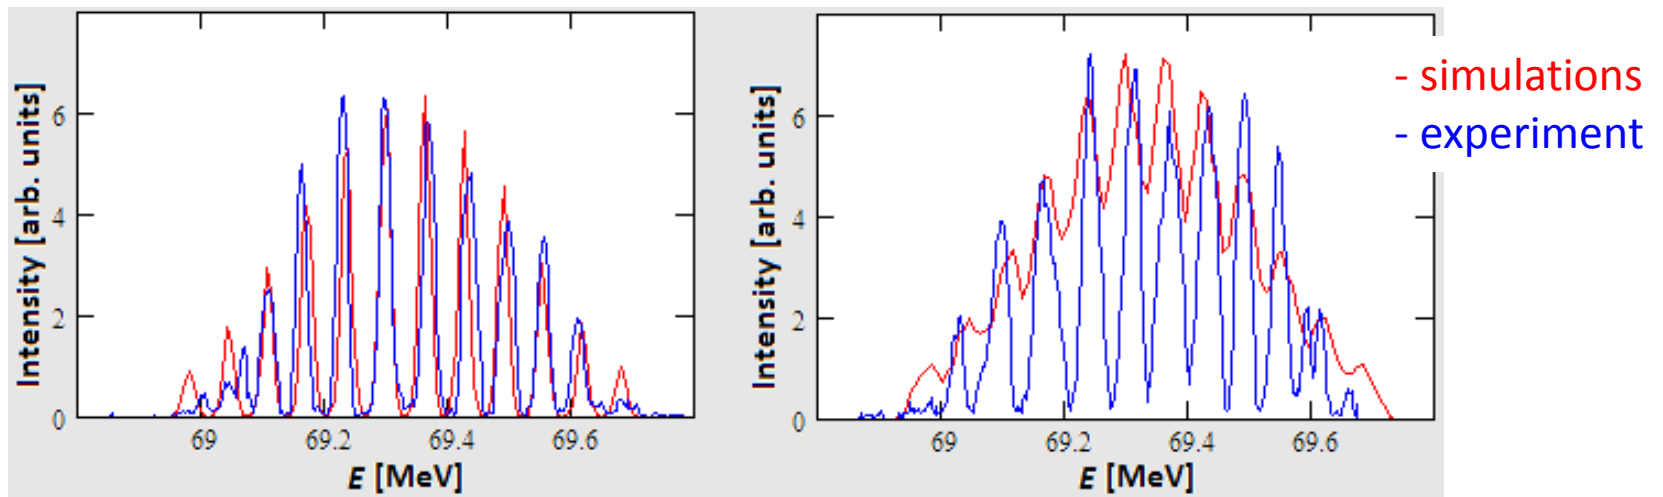 Intensity [arb. units]
6
4
2
0
69
69.2
69.4
69.6
E [MeV]
Intensity [arb. units]
6
4
2
0
69
69.2
69.4
69.6
E [MeV]
- simulations
- experiment